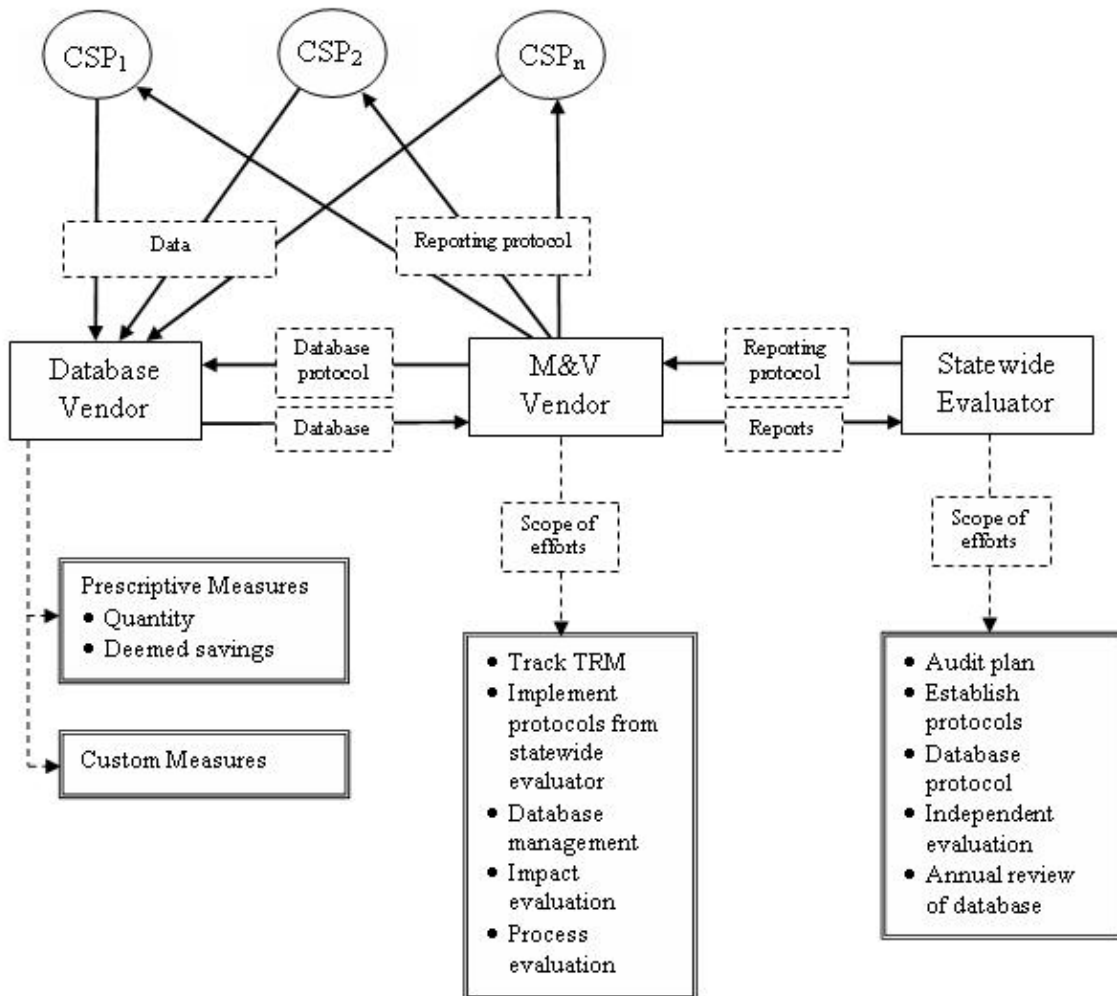 CSP₁
CSP₂
CSPₙ
Data
Reporting protocol
Database
Vendor
Database
protocol
Database
M&V
Vendor
Reporting
protocol
Reports
Statewide
Evaluator
Scope of
efforts
Scope of
efforts
Prescriptive Measures
• Quantity
• Deemed savings
Custom Measures
• Track TRM
• Implement
protocols from
statewide
evaluator
• Database
management
• Impact
evaluation
• Process
evaluation
• Audit plan
• Establish
protocols
• Database
protocol
• Independent
evaluation
• Annual review
of database